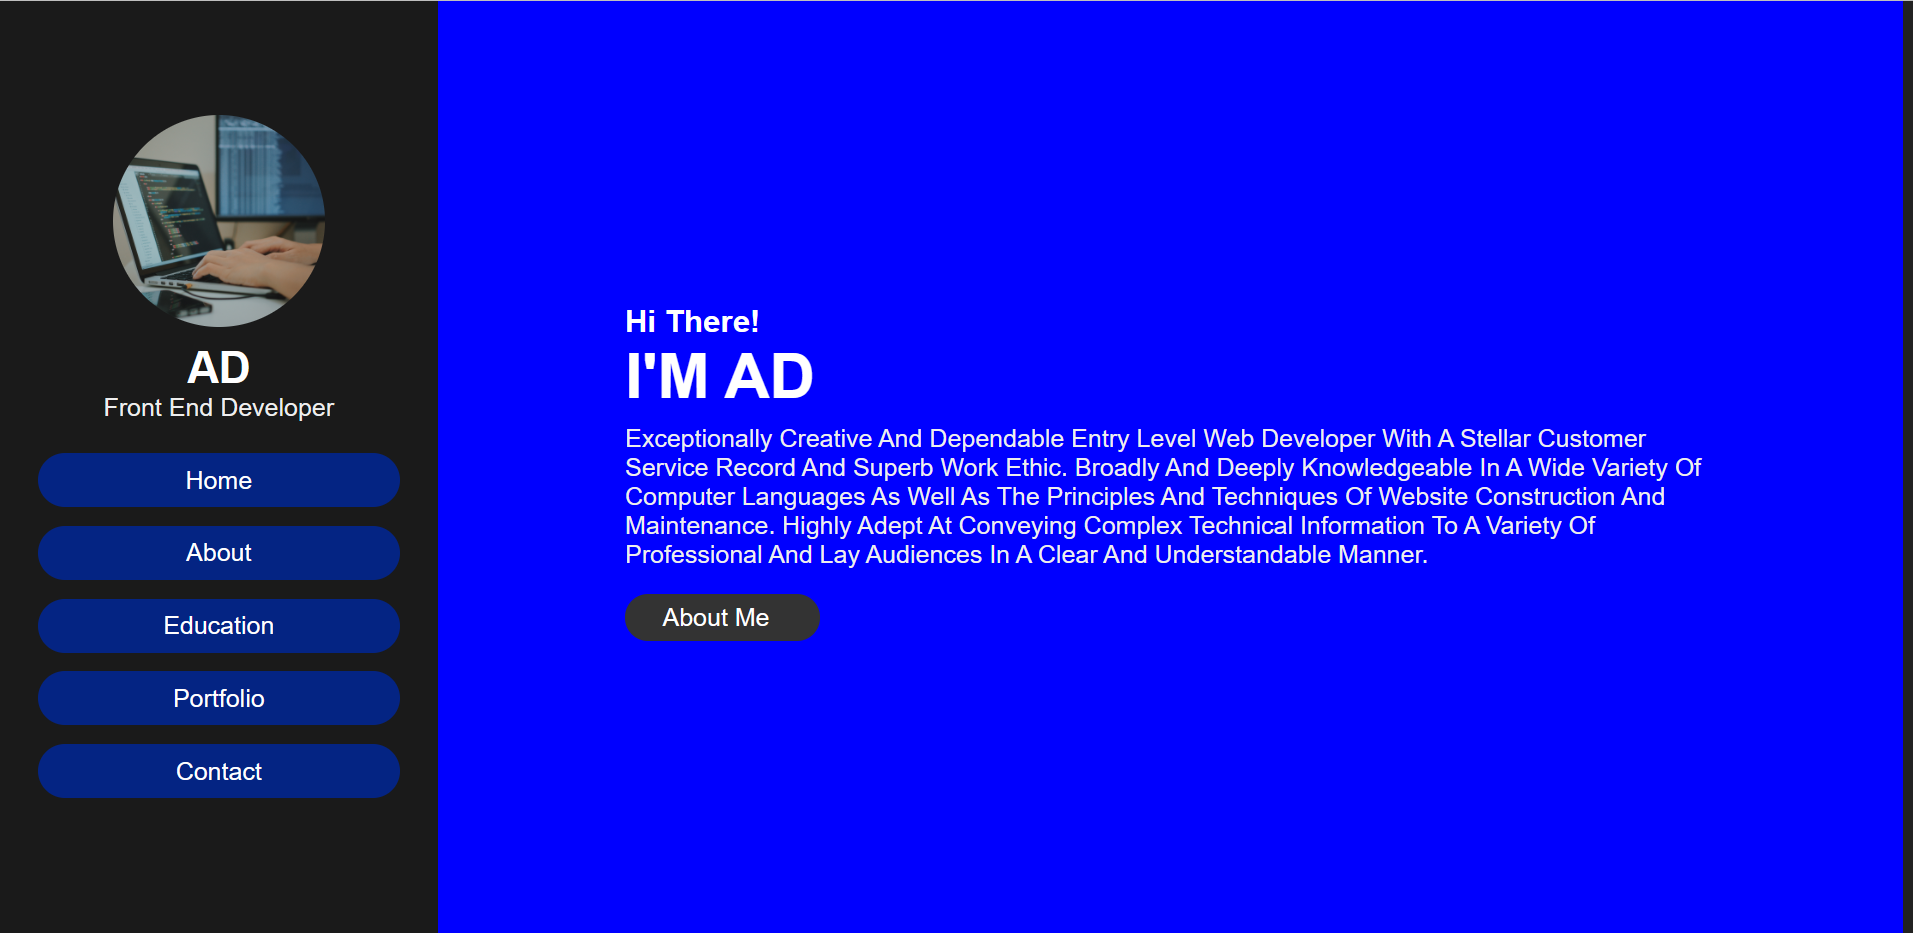 AD
Front End Developer
Home
About
Education
Portfolio
Contact
Hi There!
I'M AD
Exceptionally Creative And Dependable Entry Level Web Developer With A Stellar Customer
Service Record And Superb Work Ethic. Broadly And Deeply Knowledgeable In A Wide Variety Of
Computer Languages As Well As The Principles And Techniques Of Website Construction And
Maintenance. Highly Adept At Conveying Complex Technical Information To A Variety Of
Professional And Lay Audiences In A Clear And Understandable Manner.
About Me